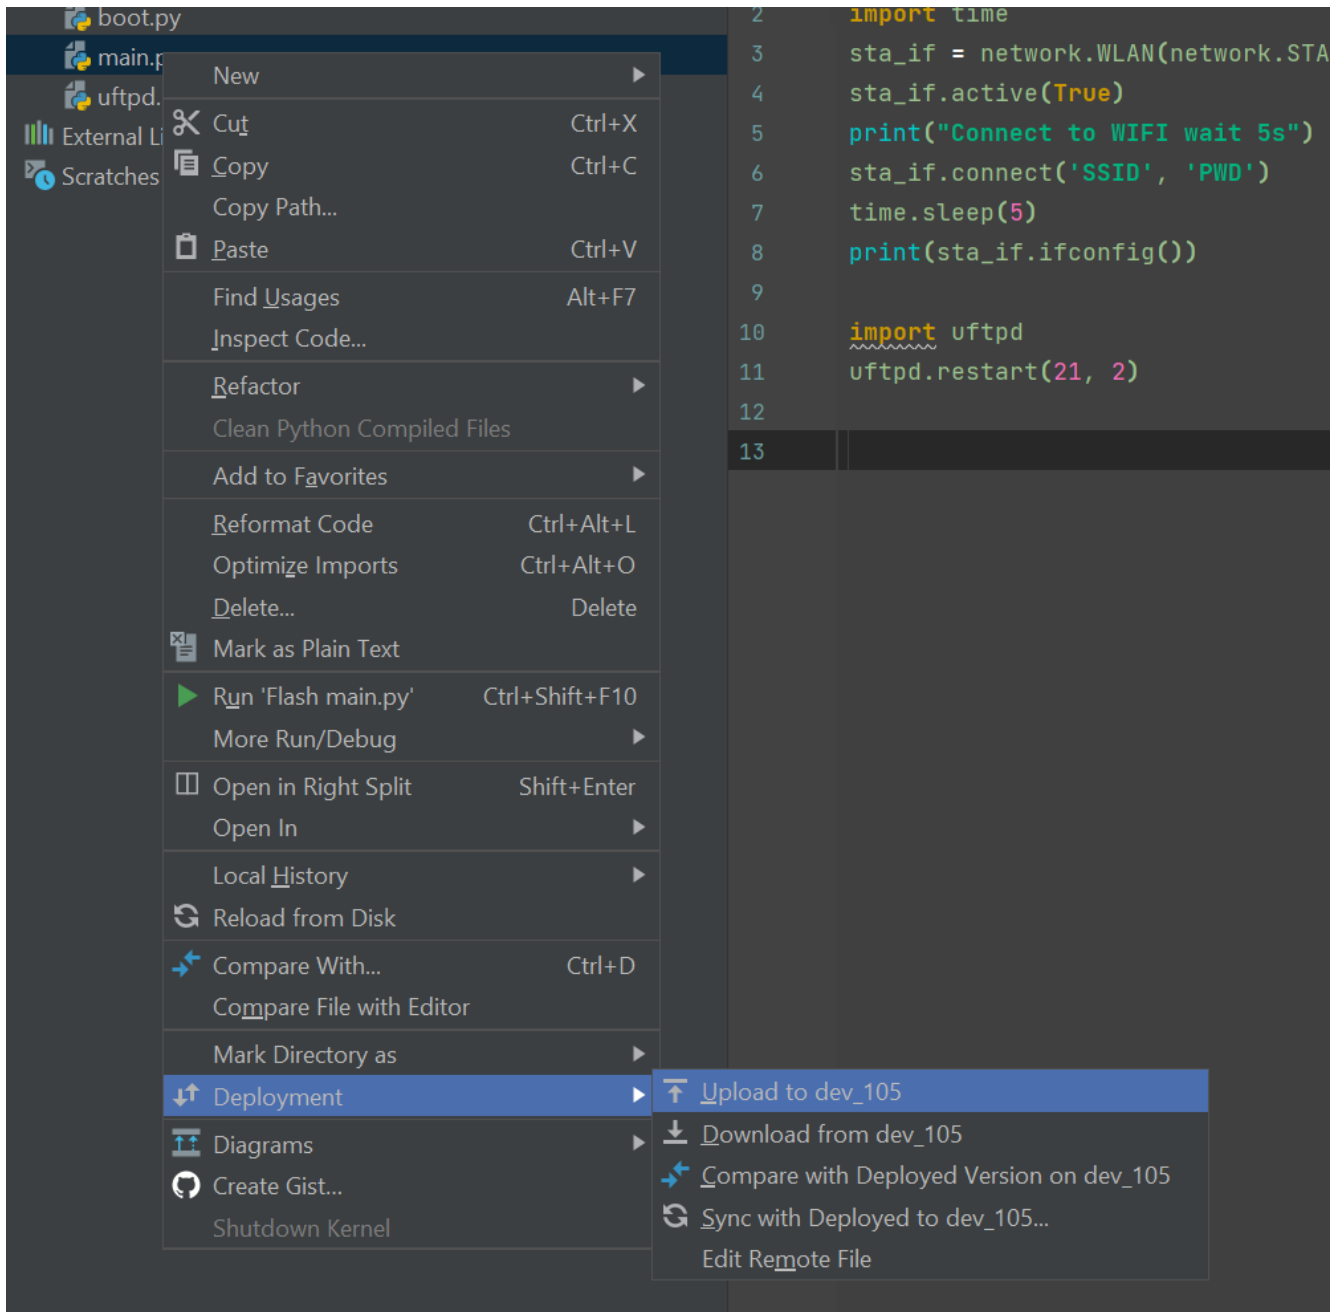 boot.py
main.p
uftpd.
External Li
Scratches
New
Cut Ctrl+X
Copy Ctrl+C
Copy Path...
Paste Ctrl+V
Find Usages Alt+F7
Inspect Code...
Refactor
Clean Python Compiled Files
Add to Favorites
Reformat Code Ctrl+Alt+L
Optimize Imports Ctrl+Alt+O
Delete... Delete
Mark as Plain Text
Run 'Flash main.py' Ctrl+Shift+F10
More Run/Debug
Open in Right Split Shift+Enter
Open In
Local History
Reload from Disk
Compare With... Ctrl+D
Compare File with Editor
Mark Directory as
Deployment
Diagrams
Create Gist...
Shutdown Kernel
Upload to dev_105
Download from dev_105
Compare with Deployed Version on dev_105
Sync with Deployed to dev_105...
Edit Remote File
2 import time
3 sta_if = network.WLAN(network.STA
4 sta_if.active(True)
5 print("Connect to WIFI wait 5s")
6 sta_if.connect('SSID', 'PWD')
7 time.sleep(5)
8 print(sta_if.ifconfig())
9
10 import uftpd
11 uftpd.restart(21, 2)
12
13